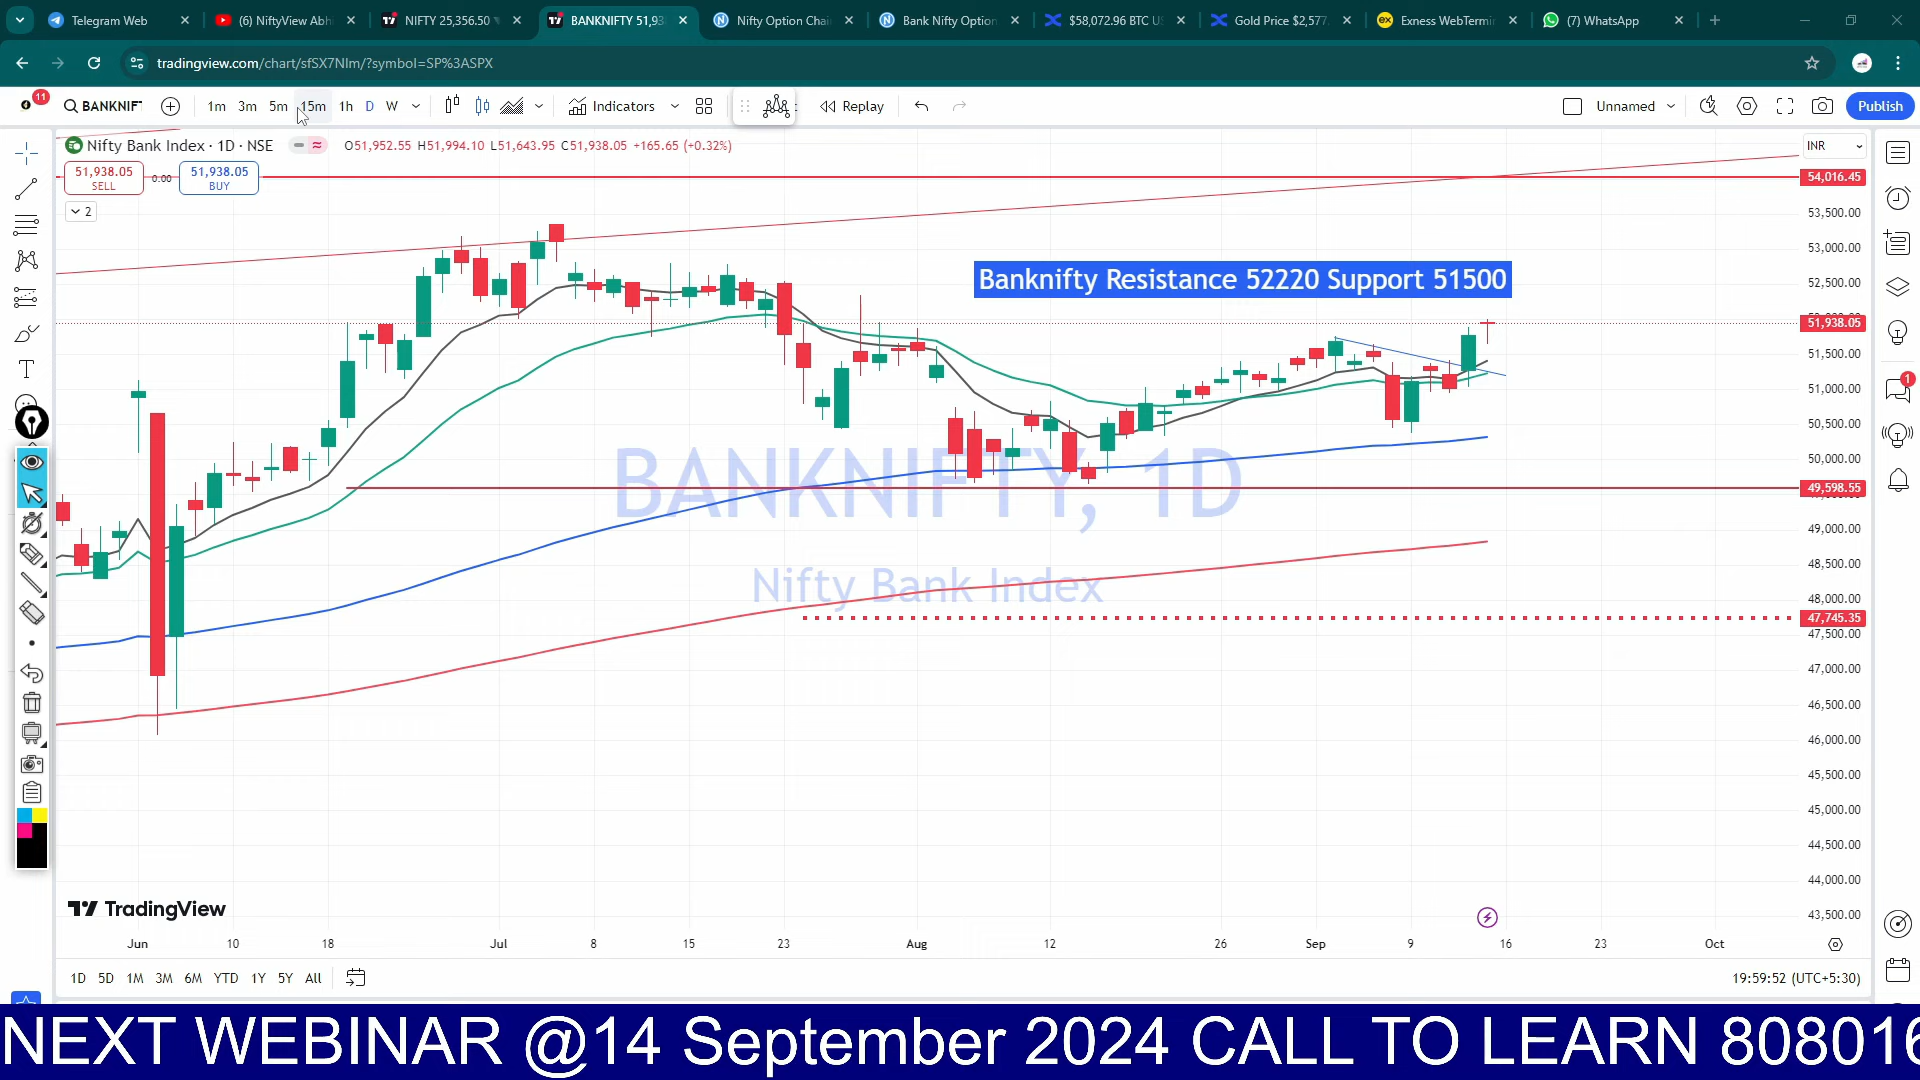 Telegram Web
(6) NiftyView Abhi
NIFTY 25,356.50
BANKNIFTY 51,93
Nifty Option Chai
Bank Nifty Option
$58,072.96 BTC U
Gold Price $2,577.
Exness WebTermi
(7) WhatsApp
tradingview.com/chart/sfSX7NIm/?symbol=SP%3ASPX
11
BANKNIF
1m 3m 5m 15m 1h D W
Indicators
Replay
Unnamed
Publish
Nifty Bank Index · 1D · NSE
O51,952.55 H51,994.10 L51,643.95 C51,938.05 +165.65 (+0.32%)
INR
51,938.05
SELL
0.00
51,938.05
BUY
2
54,016.45
53,500.00
53,000.00
Banknifty Resistance 52220 Support 51500
52,500.00
51,938.05
51,500.00
51,000.00
50,500.00
50,000.00
49,598.55
49,000.00
48,500.00
48,000.00
47,745.35
47,500.00
47,000.00
46,500.00
46,000.00
45,500.00
45,000.00
44,500.00
44,000.00
43,500.00
BANKNIFTY, 1D
Nifty Bank Index
1
TradingView
Jun 10 18 Jul 8 15 23 Aug 12 26 Sep 9 16 23 Oct
1D 5D 1M 3M 6M YTD 1Y 5Y All
19:59:52 (UTC+5:30)
NEXT WEBINAR @14 September 2024 CALL TO LEARN 808016